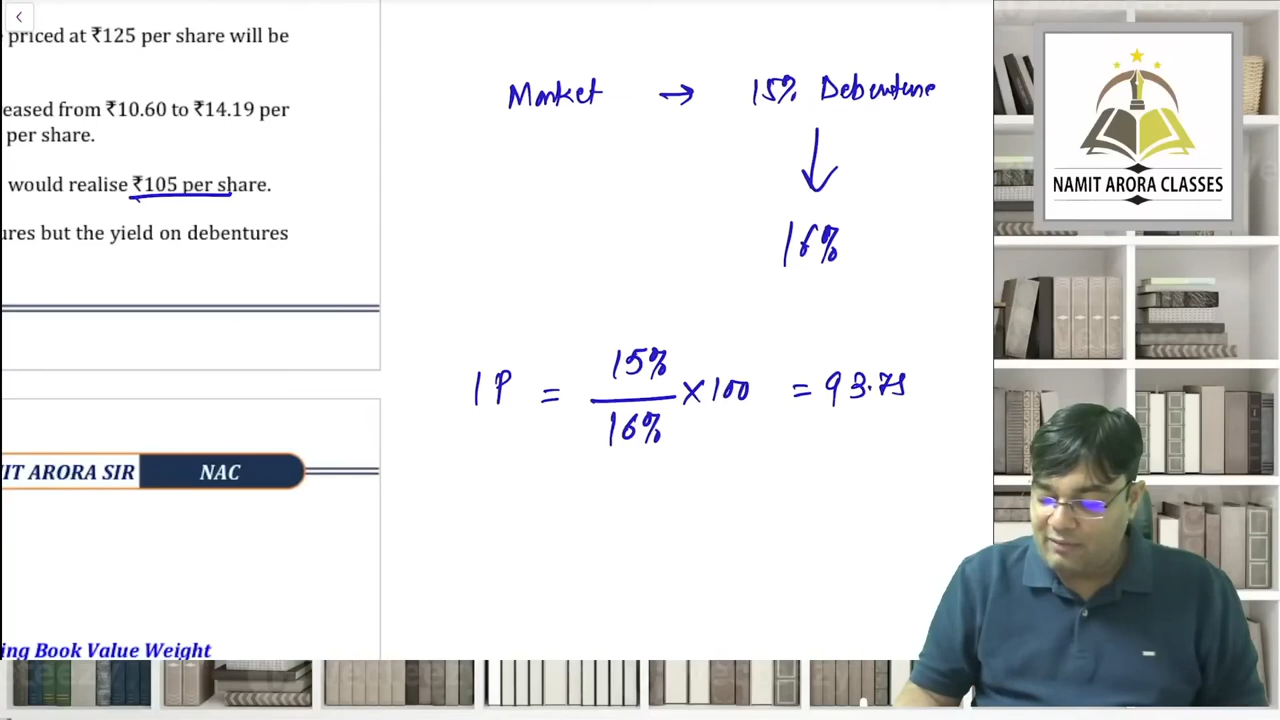 priced at ₹125 per share will be
eased from ₹10.60 to ₹14.19 per
per share.
would realise ₹105 per share.
ures but the yield on debentures
IT ARORA SIR NAC
ing Book Value Weight
Market → 15% Debenture
↓
16%
IP = 15%/16% × 100 = 93.75
NAMIT ARORA CLASSES